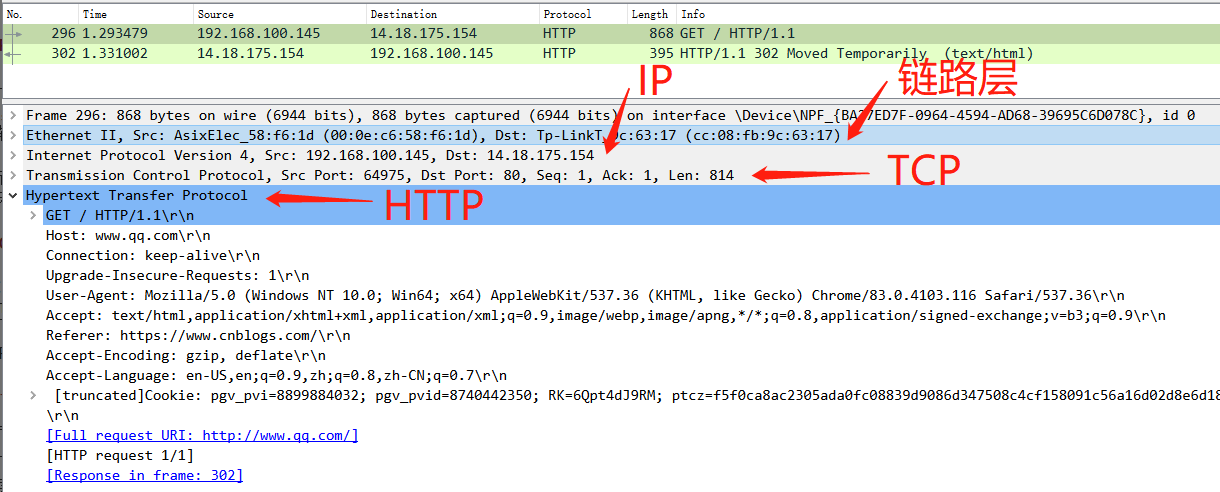 No. Time Source Destination Protocol Length Info
296 1.293479 192.168.100.145 14.18.175.154 HTTP 868 GET / HTTP/1.1
302 1.331002 14.18.175.154 192.168.100.145 HTTP 395 HTTP/1.1 302 Moved Temporarily (text/html)
IP
链路层
Frame 296: 868 bytes on wire (6944 bits), 868 bytes captured (6944 bits) on interface \Device\NPF_{BA 7ED7F-0964-4594-AD68-39695C6D078C}, id 0
Ethernet II, Src: AsixElec_58:f6:1d (00:0e:c6:58:f6:1d), Dst: Tp-LinkT_9c:63:17 (cc:08:fb:9c:63:17)
Internet Protocol Version 4, Src: 192.168.100.145, Dst: 14.18.175.154
Transmission Control Protocol, Src Port: 64975, Dst Port: 80, Seq: 1, Ack: 1, Len: 814
TCP
Hypertext Transfer Protocol
HTTP
GET / HTTP/1.1\r\n
Host: www.qq.com\r\n
Connection: keep-alive\r\n
Upgrade-Insecure-Requests: 1\r\n
User-Agent: Mozilla/5.0 (Windows NT 10.0; Win64; x64) AppleWebKit/537.36 (KHTML, like Gecko) Chrome/83.0.4103.116 Safari/537.36\r\n
Accept: text/html,application/xhtml+xml,application/xml;q=0.9,image/webp,image/apng,*/*;q=0.8,application/signed-exchange;v=b3;q=0.9\r\n
Referer: https://www.cnblogs.com/\r\n
Accept-Encoding: gzip, deflate\r\n
Accept-Language: en-US,en;q=0.9,zh;q=0.8,zh-CN;q=0.7\r\n
[truncated]Cookie: pgv_pvi=8899884032; pgv_pvid=8740442350; RK=6Qpt4dJ9RM; ptcz=f5f0ca8ac2305ada0fc08839d9086d347508c4cf158091c56a16d02d8e6d18
\r\n
[Full request URI: http://www.qq.com/]
[HTTP request 1/1]
[Response in frame: 302]